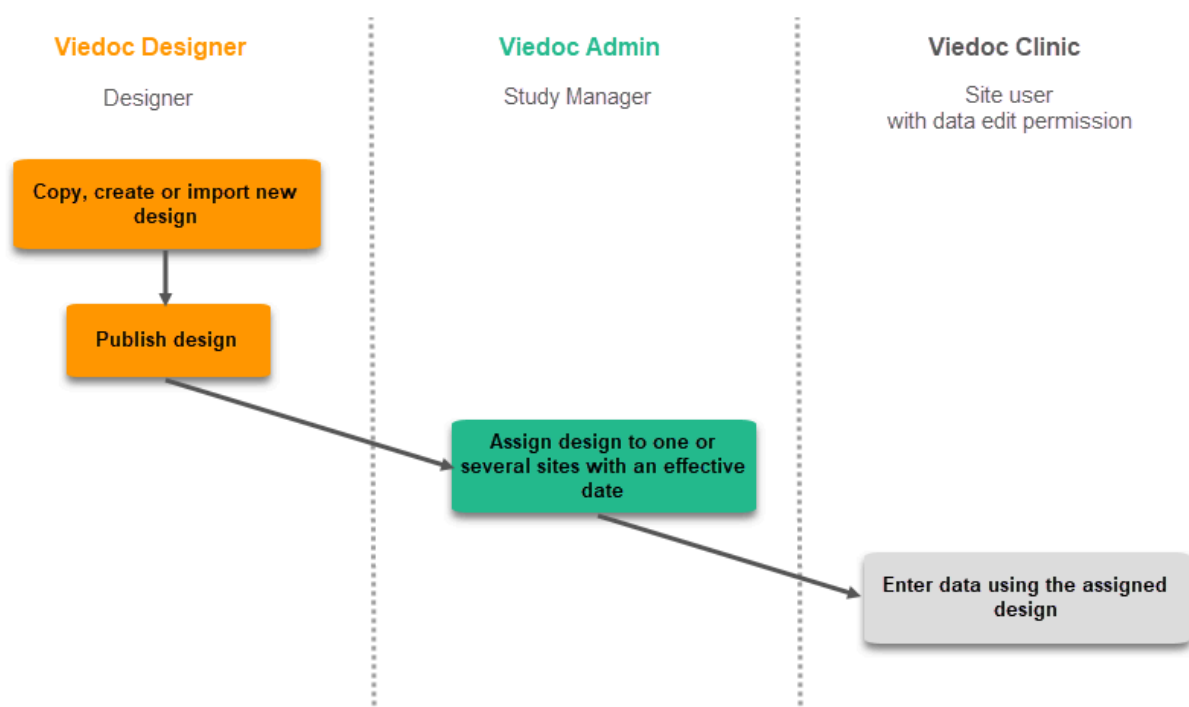 Viedoc Designer
Designer
Viedoc Admin
Study Manager
Viedoc Clinic
Site user
with data edit permission
Copy, create or import new
design
Publish design
Assign design to one or
several sites with an effective
date
Enter data using the assigned
design